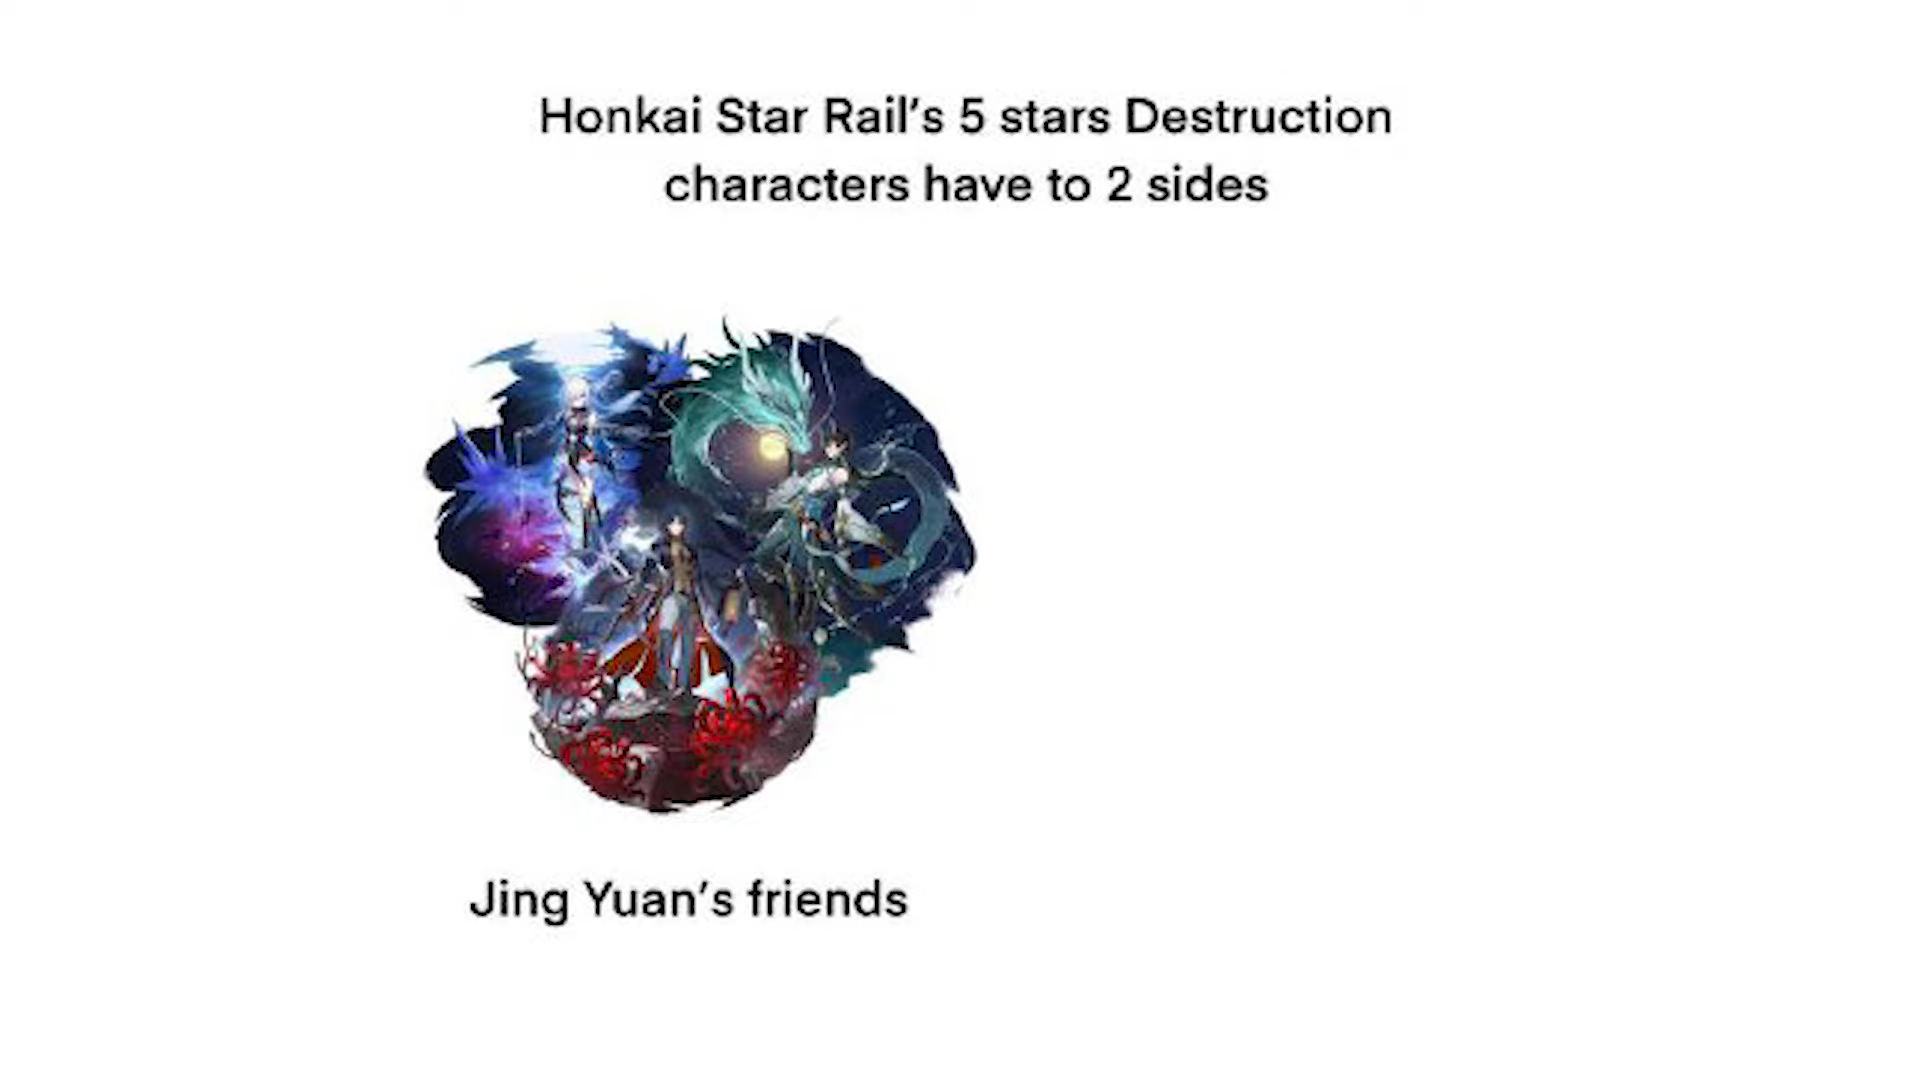 Honkai Star Rail's 5 stars Destruction
characters have to 2 sides
Jing Yuan's friends